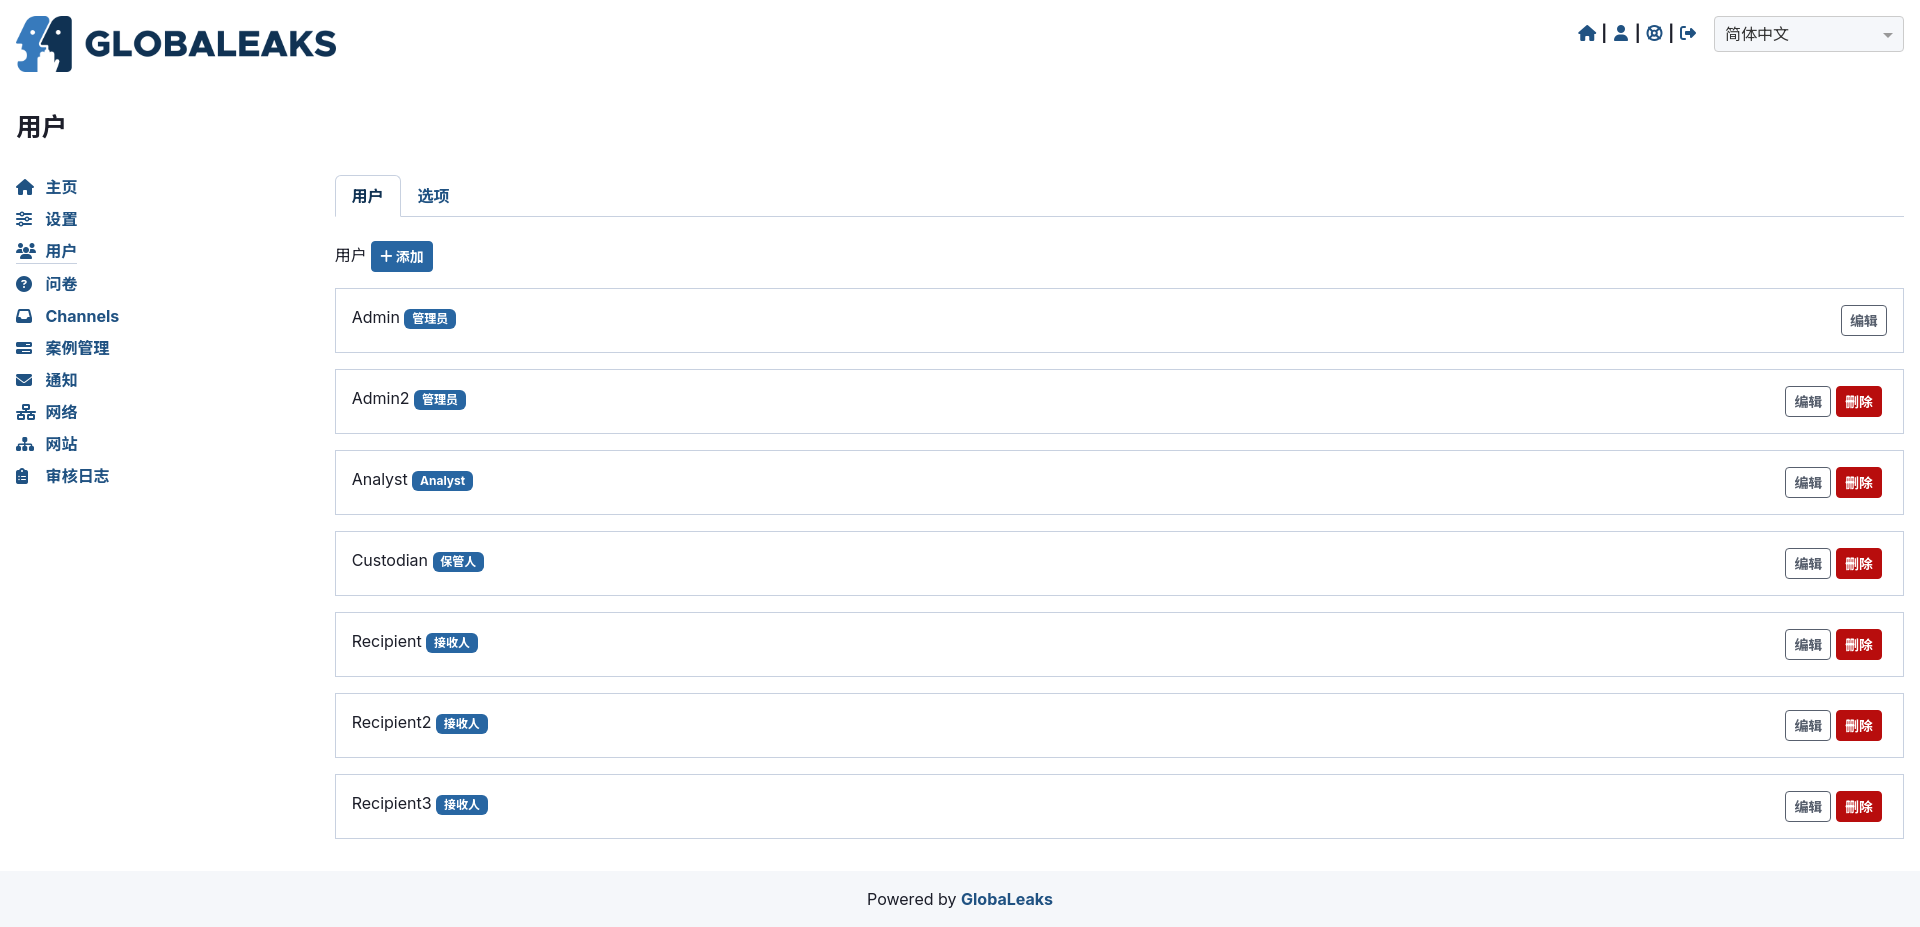 GLOBALEAKS
简体中文
用户
主页
设置
用户
问卷
Channels
案例管理
通知
网络
网站
审核日志
用户 选项
用户 添加
Admin 管理员 编辑
Admin2 管理员 编辑 删除
Analyst Analyst 编辑 删除
Custodian 保管人 编辑 删除
Recipient 接收人 编辑 删除
Recipient2 接收人 编辑 删除
Recipient3 接收人 编辑 删除
Powered by GlobaLeaks